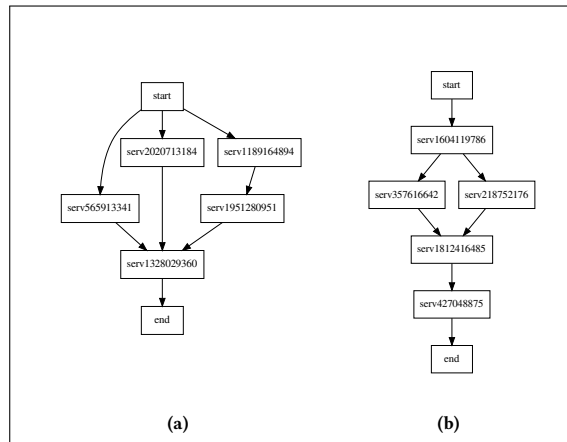 start
serv2020713184
serv1189164894
serv565913341
serv1951280951
serv1328029360
end
(a)
start
serv1604119786
serv357616642
serv218752176
serv1812416485
serv427048875
end
(b)